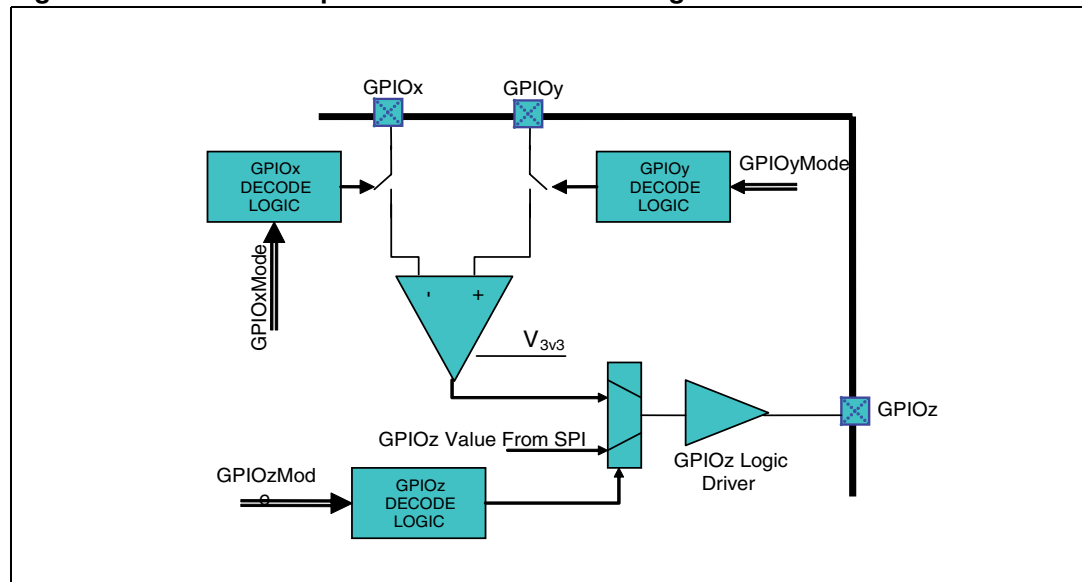 GPIOx
GPIOy
GPIOx
DECODE
LOGIC
GPIOy
DECODE
LOGIC
GPIOyMode
GPIOxMode
- +
V3v3
GPIOz
GPIOz Value From SPI
GPIOz Logic
Driver
GPIOzMod
e
GPIOz
DECODE
LOGIC